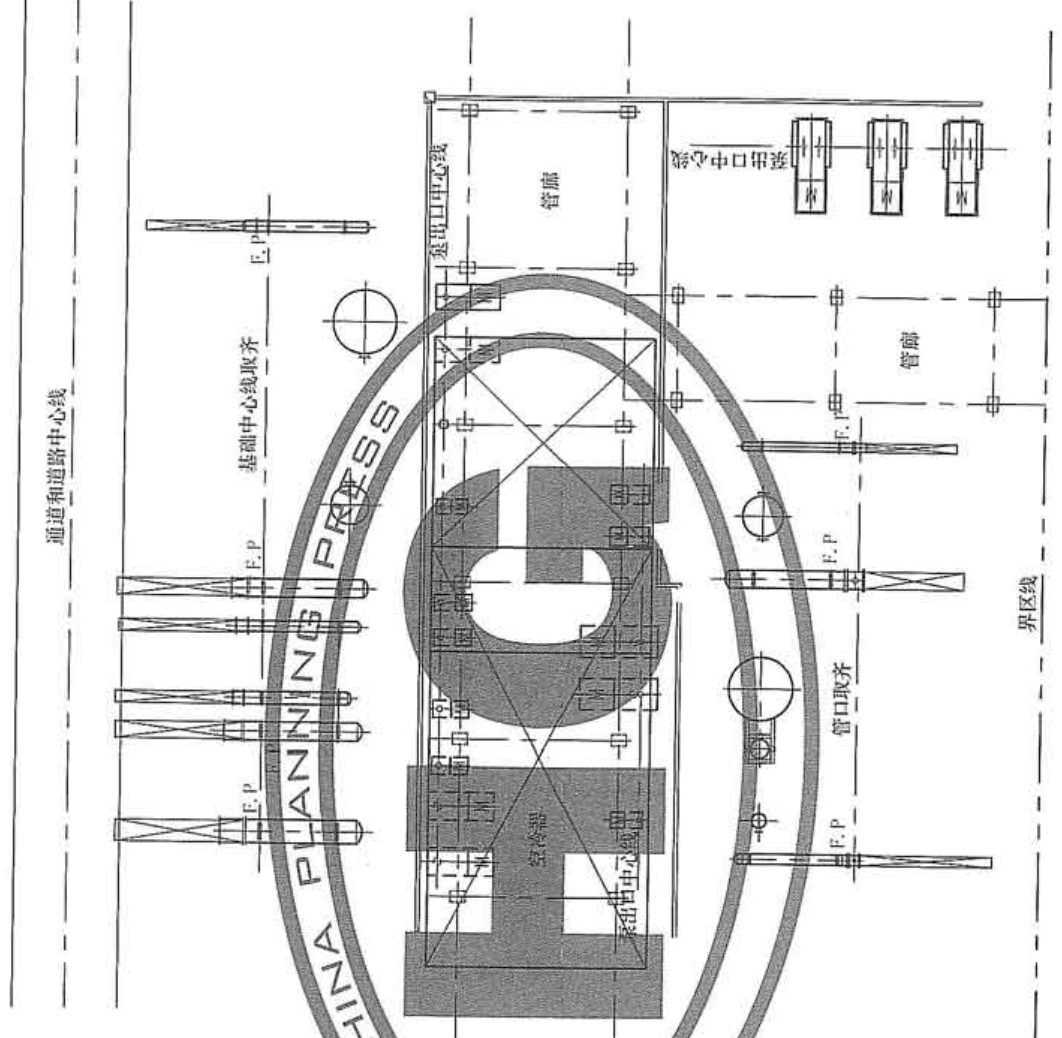 通道和道路中心线
基础中心线取齐
F.P
F.P
F.P
F.P
泵出口中心线
管廊
泵出口中心线
管廊
F.P
F.P
F.P
管口取齐
界区线
空冷器
泵出口中心线
M
M
M
M
M
M
CHINA PLANNING PRESS